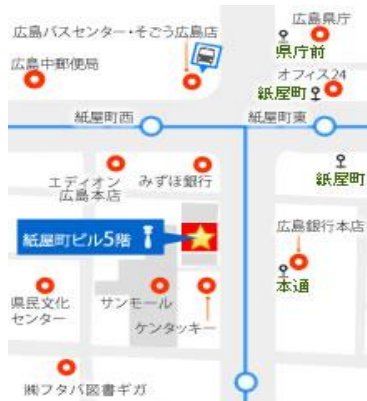 広島県庁
広島バスセンター・そごう広島店
県庁前
広島中郵便局
オフィス24
紙屋町
紙屋町西
紙屋町東
紙屋町
エディオン
広島本店
みずほ銀行
広島銀行本店
紙屋町ビル5階
本通
県民文化
センター
サンモール
ケンタッキー
㈱フタバ図書ギガ